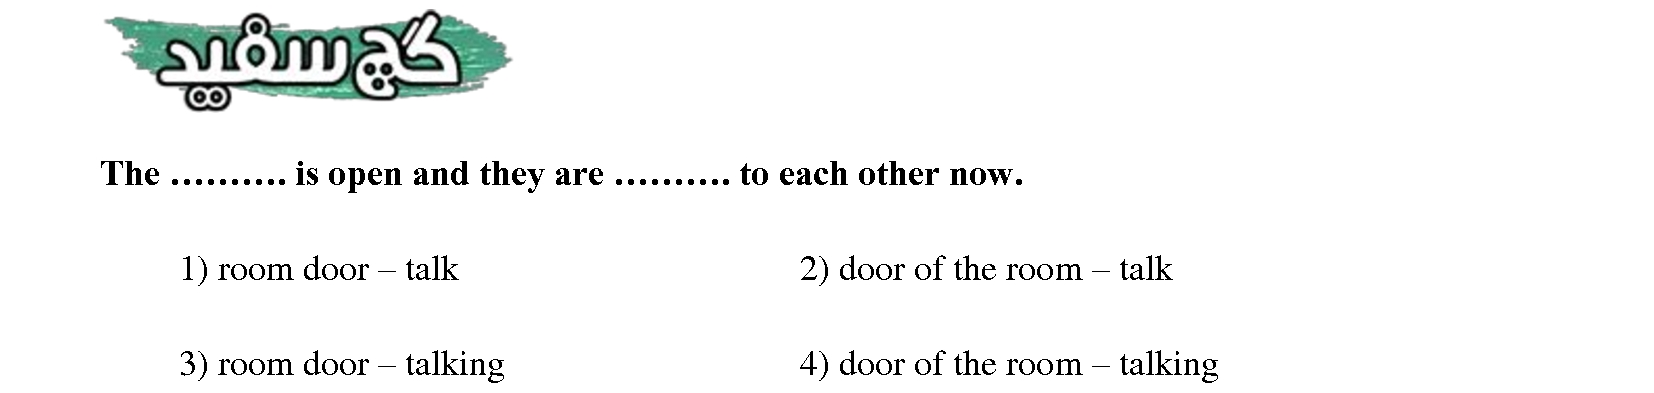 گچ سفید
The ………. is open and they are ………. to each other now.
1) room door – talk 2) door of the room – talk
3) room door – talking 4) door of the room – talking